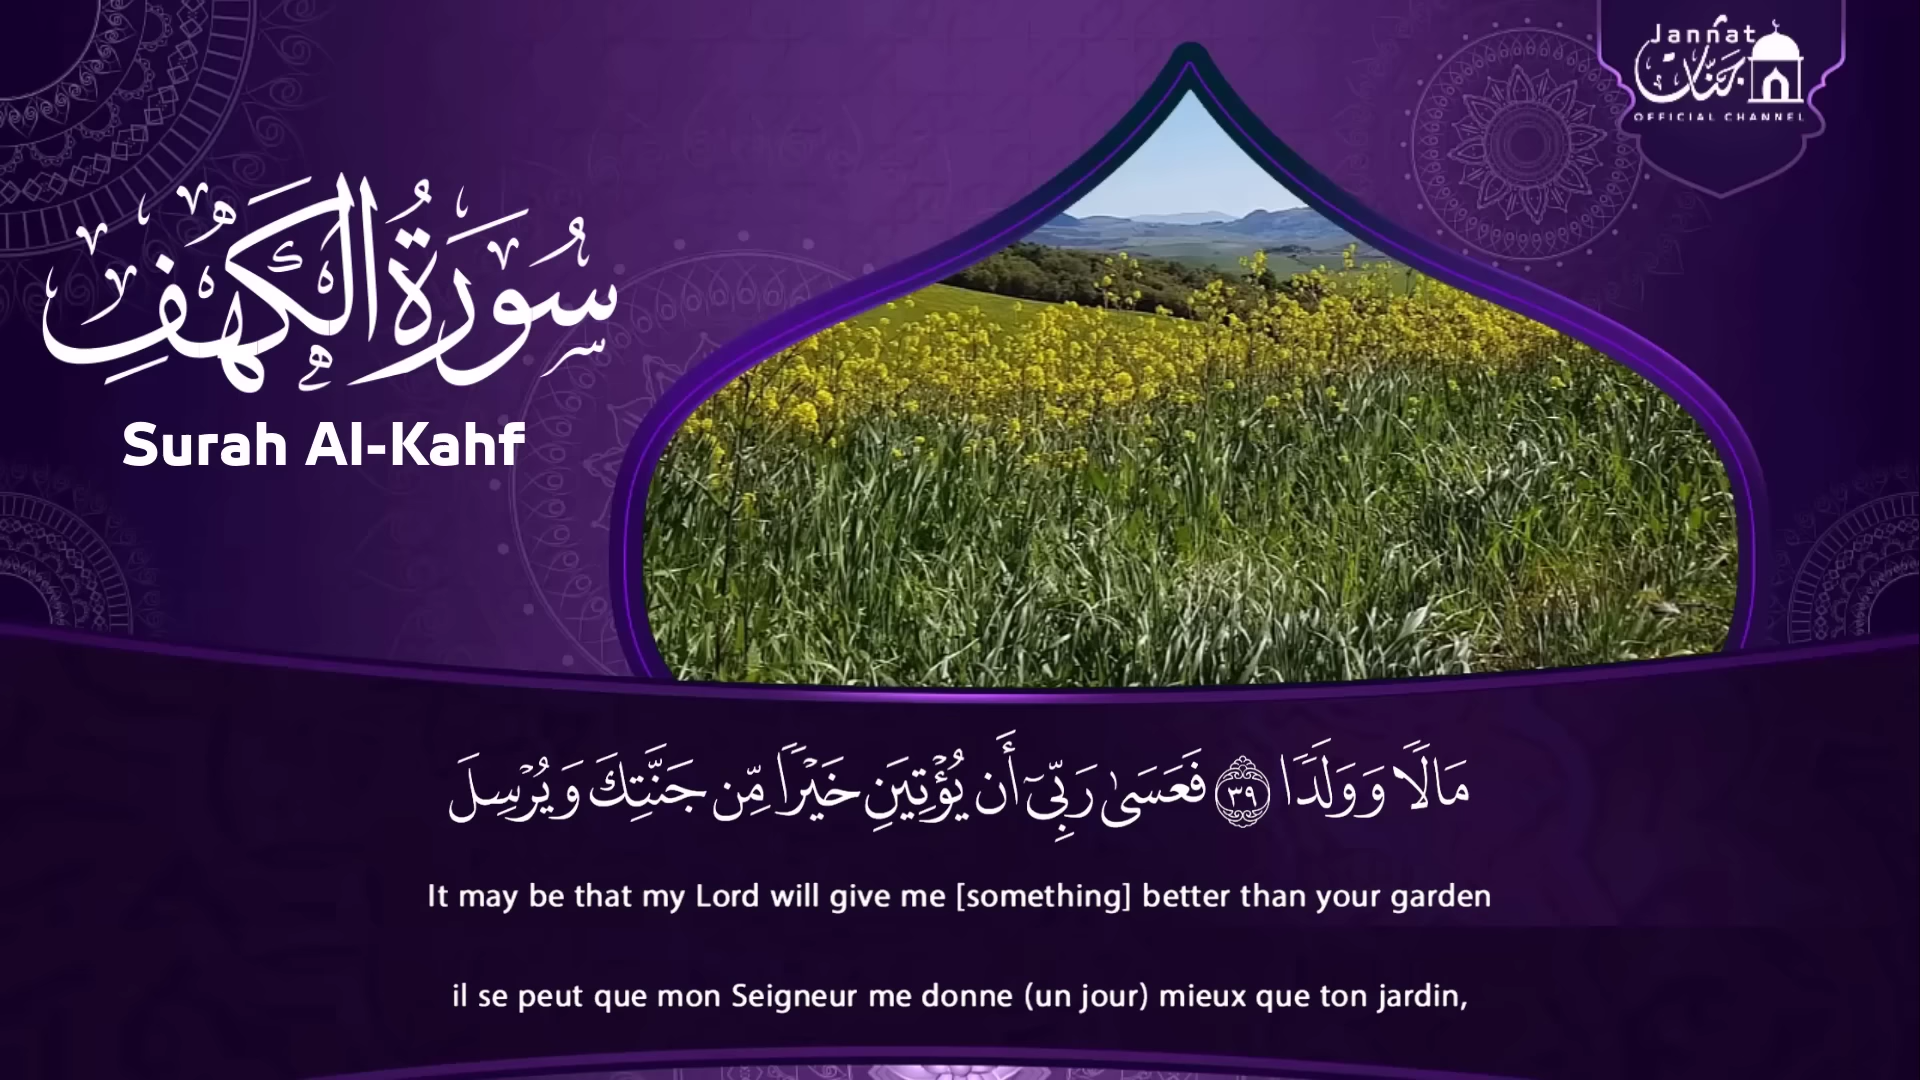 Jannat
جنات
OFFICIAL CHANNEL
سُورَةُ الْكَهْفِ
Surah Al-Kahf
مَالًا وَوَلَدًا ٣٩ فَعَسَىٰ رَبِّيٓ أَن يُؤْتِيَنِ خَيْرًا مِّن جَنَّتِكَ وَيُرْسِلَ
It may be that my Lord will give me [something] better than your garden
il se peut que mon Seigneur me donne (un jour) mieux que ton jardin,